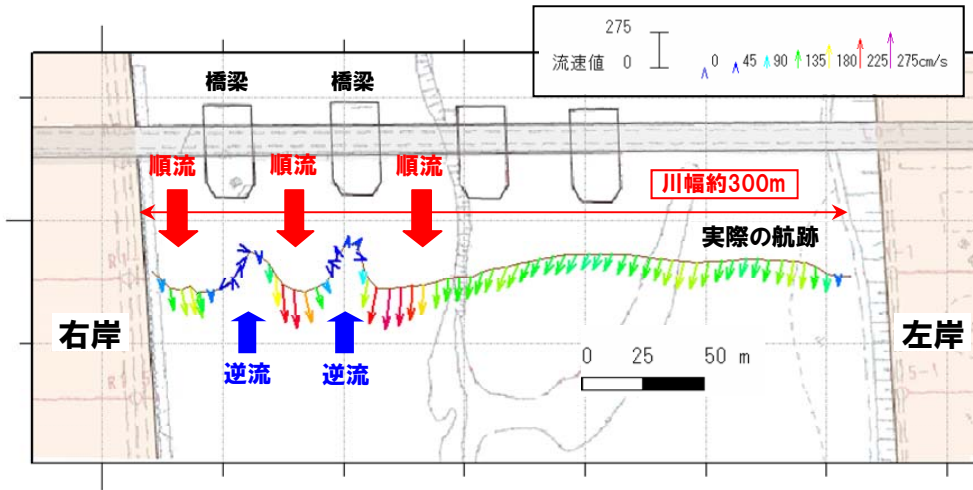 275
流速値 0
0 45 90 135 180 225 275cm/s
橋梁 橋梁
順流 順流 順流
川幅約300m
実際の航跡
右岸 左岸
逆流 逆流
0 25 50 m